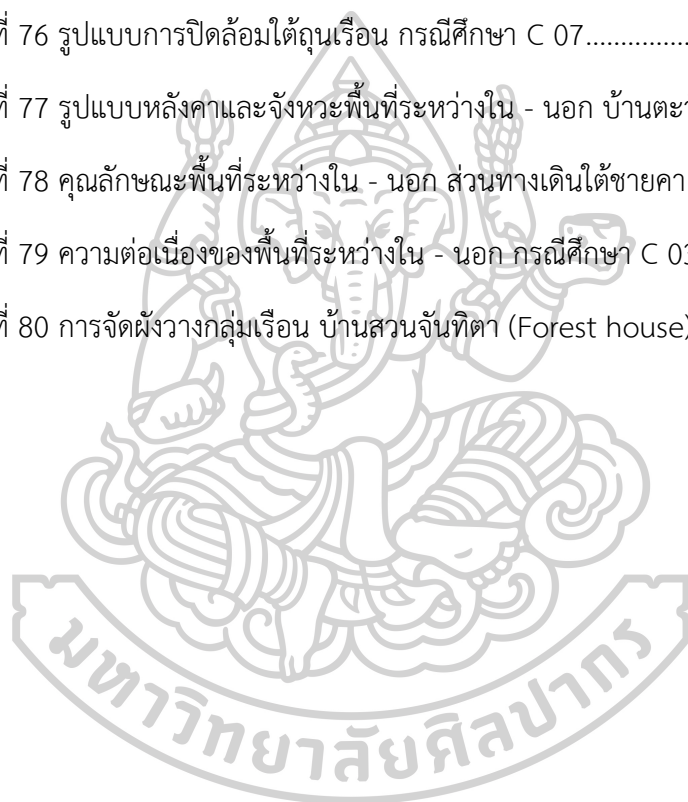 ที่ 76 รูปแบบการปิดล้อมใต้ถุนเรือน กรณีศึกษา C 07...............
ที่ 77 รูปแบบหลังคาและจังหวะพื้นที่ระหว่างใน - นอก
ที่ 78 คุณลักษณะพื้นที่ระหว่างใน - นอก ส่วนทางเดินใต้ชายคา
ที่ 79 ความต่อเนื่องของพื้นที่ระหว่างใน - นอก กรณีศึกษา C 03
ที่ 80 การจัดผังวางกลุ่มเรือน บ้านสวนจันทิตา (Forest house)
มหาวิทยาลัยศิลปากร